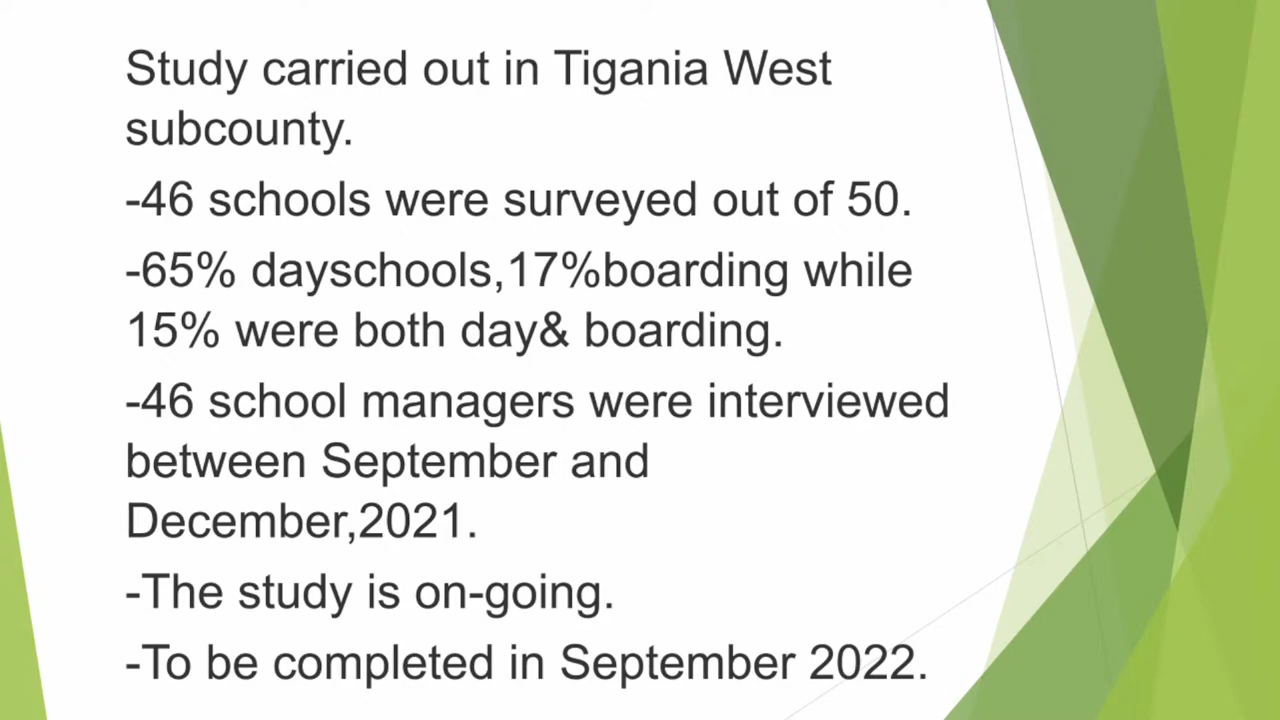 Study carried out in Tigania West
subcounty.
-46 schools were surveyed out of 50.
-65% dayschools,17%boarding while
15% were both day& boarding.
-46 school managers were interviewed
between September and
December,2021.
-The study is on-going.
-To be completed in September 2022.